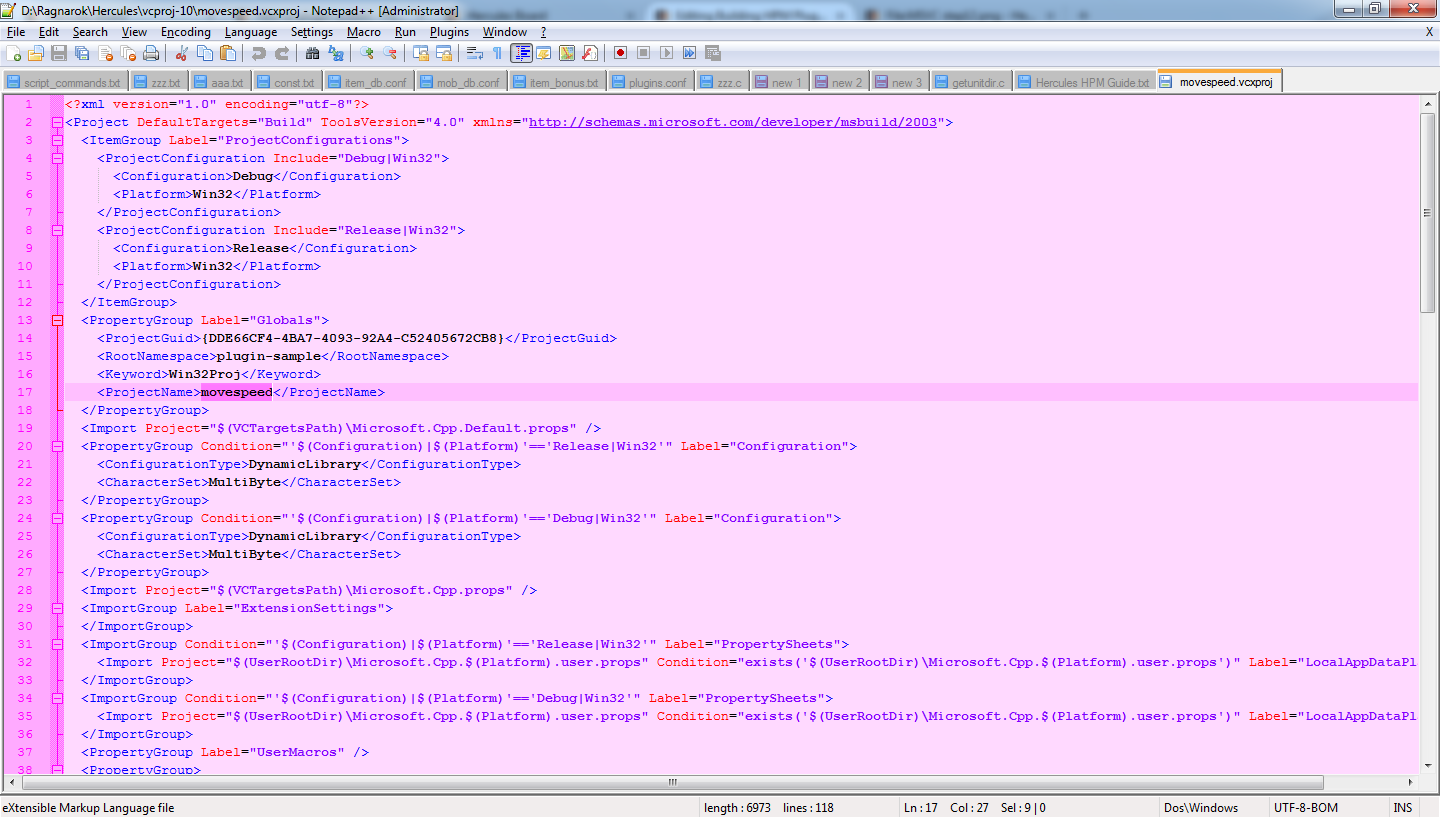 D:\Ragnarok\Hercules\vcproj-10\movespeed.vcxproj - Notepad++ [Administrator]
File Edit Search View Encoding Language Settings Macro Run Plugins Window ? X
script_commands.txt zzz.txt aaa.txt const.txt item_db.conf mob_db.conf item_bonus.txt plugins.conf zzz.c new 1 new 2 new 3 getunitdir.c Hercules HPM Guide.txt movespeed.vcxproj
1 <?xml version="1.0" encoding="utf-8"?>
2 <Project DefaultTargets="Build" ToolsVersion="4.0" xmlns="http://schemas.microsoft.com/developer/msbuild/2003">
3 <ItemGroup Label="ProjectConfigurations">
4 <ProjectConfiguration Include="Debug|Win32">
5 <Configuration>Debug</Configuration>
6 <Platform>Win32</Platform>
7 </ProjectConfiguration>
8 <ProjectConfiguration Include="Release|Win32">
9 <Configuration>Release</Configuration>
10 <Platform>Win32</Platform>
11 </ProjectConfiguration>
12 </ItemGroup>
13 <PropertyGroup Label="Globals">
14 <ProjectGuid>{DDE66CF4-4BA7-4093-92A4-C52405672CB8}</ProjectGuid>
15 <RootNamespace>plugin-sample</RootNamespace>
16 <Keyword>Win32Proj</Keyword>
17 <ProjectName>movespeed</ProjectName>
18 </PropertyGroup>
19 <Import Project="$(VCTargetsPath)\Microsoft.Cpp.Default.props" />
20 <PropertyGroup Condition="'$(Configuration)|$(Platform)'=='Release|Win32'" Label="Configuration">
21 <ConfigurationType>DynamicLibrary</ConfigurationType>
22 <CharacterSet>MultiByte</CharacterSet>
23 </PropertyGroup>
24 <PropertyGroup Condition="'$(Configuration)|$(Platform)'=='Debug|Win32'" Label="Configuration">
25 <ConfigurationType>DynamicLibrary</ConfigurationType>
26 <CharacterSet>MultiByte</CharacterSet>
27 </PropertyGroup>
28 <Import Project="$(VCTargetsPath)\Microsoft.Cpp.props" />
29 <ImportGroup Label="ExtensionSettings">
30 </ImportGroup>
31 <ImportGroup Condition="'$(Configuration)|$(Platform)'=='Release|Win32'" Label="PropertySheets">
32 <Import Project="$(UserRootDir)\Microsoft.Cpp.$(Platform).user.props" Condition="exists('$(UserRootDir)\Microsoft.Cpp.$(Platform).user.props')" Label="LocalAppDataPl
33 </ImportGroup>
34 <ImportGroup Condition="'$(Configuration)|$(Platform)'=='Debug|Win32'" Label="PropertySheets">
35 <Import Project="$(UserRootDir)\Microsoft.Cpp.$(Platform).user.props" Condition="exists('$(UserRootDir)\Microsoft.Cpp.$(Platform).user.props')" Label="LocalAppDataPl
36 </ImportGroup>
37 <PropertyGroup Label="UserMacros" />
38 <PropertyGroup>
eXtensible Markup Language file length : 6973 lines : 118 Ln : 17 Col : 27 Sel : 9 | 0 Dos\Windows UTF-8-BOM INS